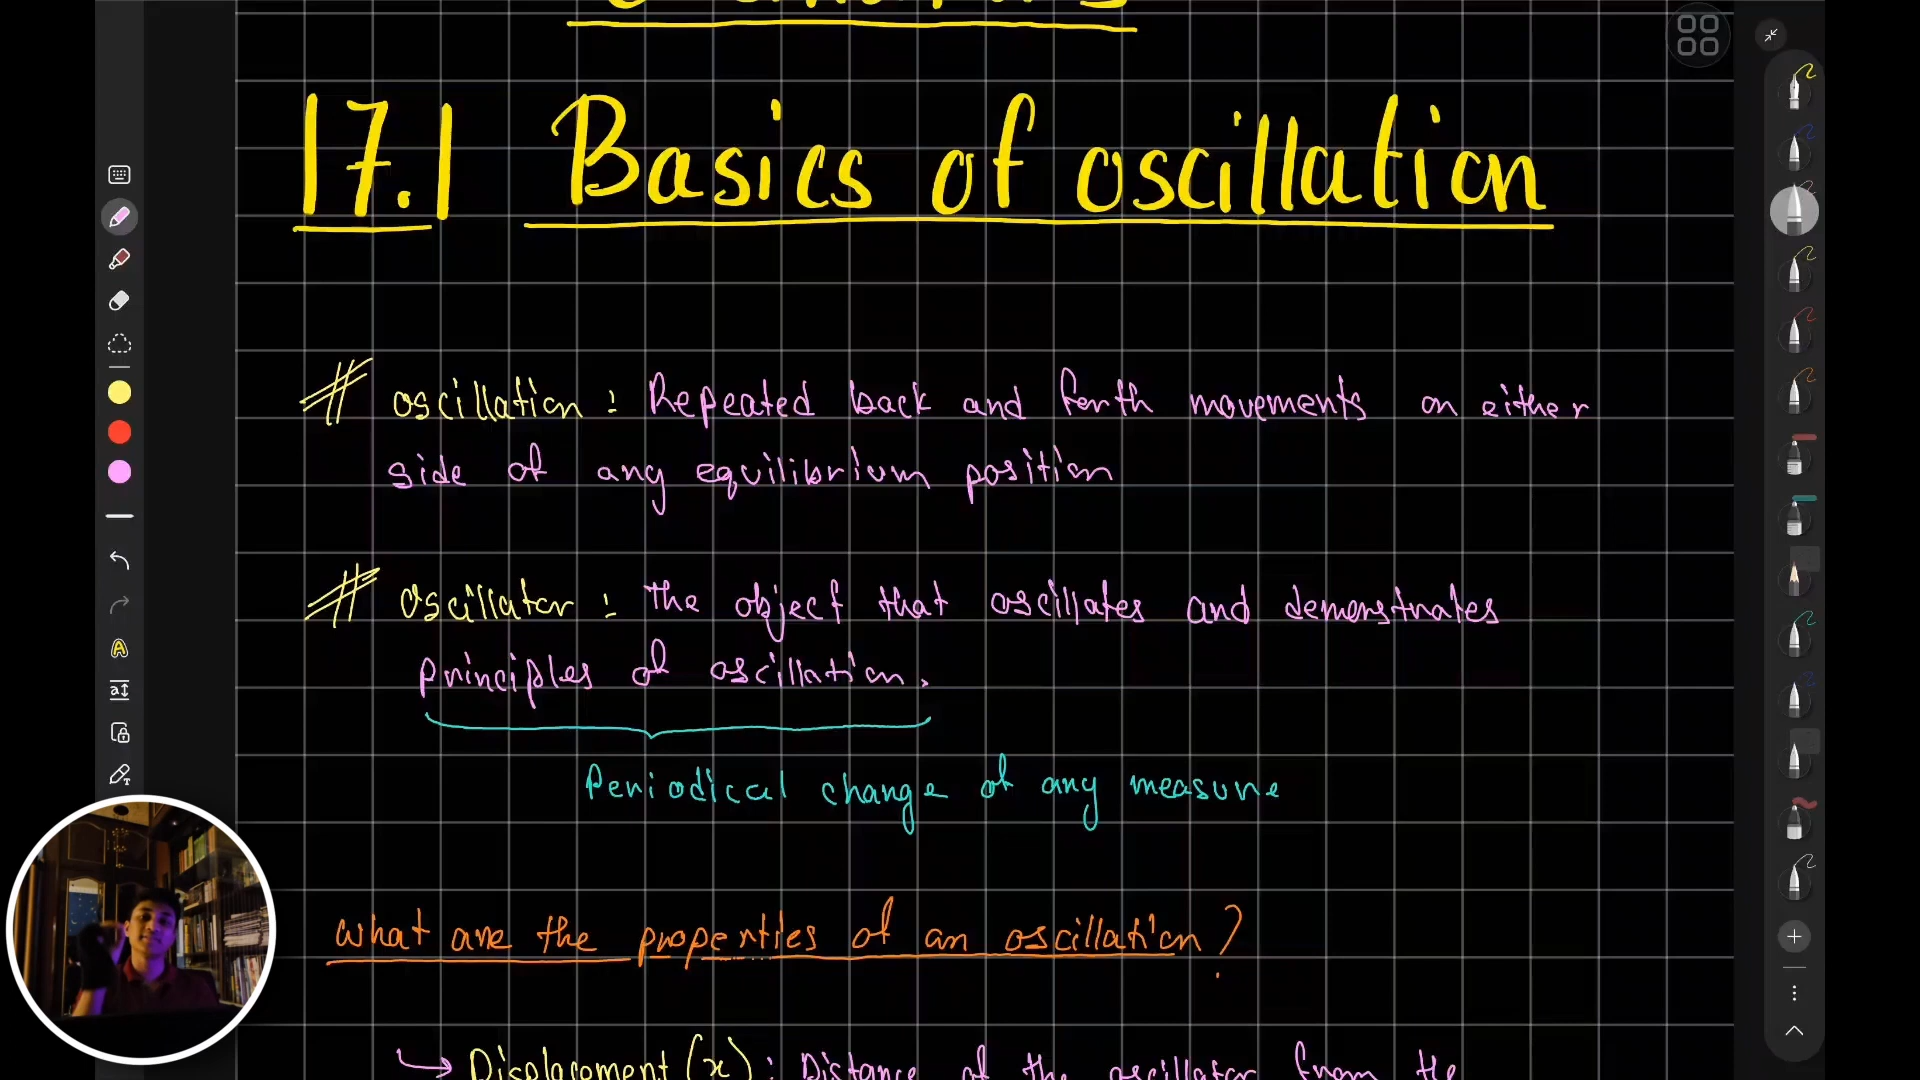 17.1 Basics of oscillation
# oscillation : Repeated back and forth movements on either
side of any equilibrium position
# oscillator : the object that oscillates and demonstrates
principles of oscillation.
Periodical change of any measure
what are the properties of an oscillation?
↳ Displacement (x) : Distance of the oscillator from the